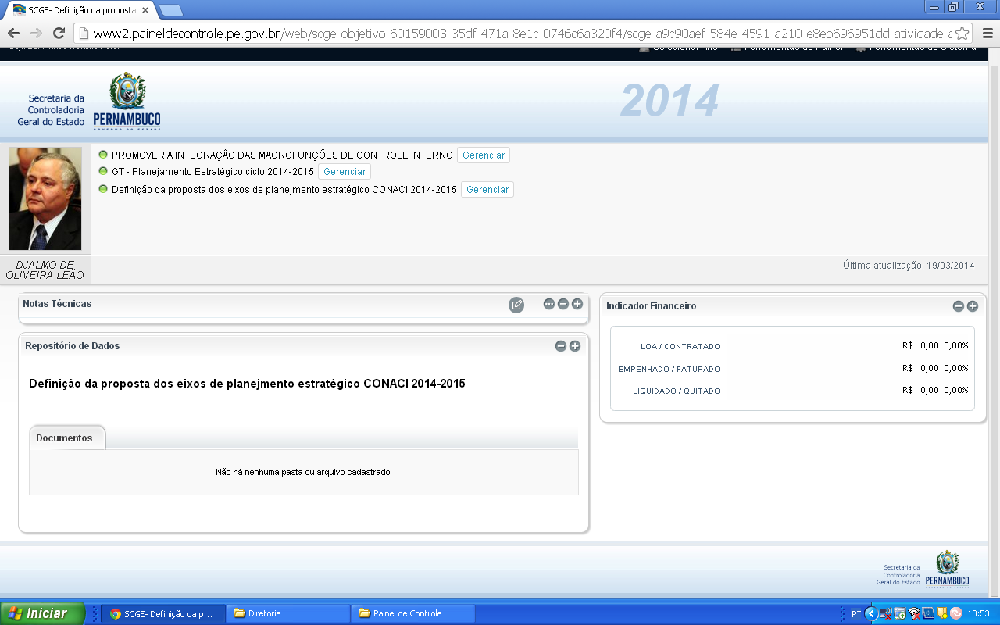 SCGE- Definição da proposta
www2.paineldecontrole.pe.gov.br/web/scge-objetivo-60159003-35df-471a-8e1c-0746c6a320f4/scge-a9c90aef-584e-4591-a210-e8eb696951dd-atividade-a
Selecionar Ano Ferramentas do Painel Ferramentas do Sistema
Secretaria da
Controladoria
Geral do Estado
PERNAMBUCO
GOVERNO DO ESTADO
2014
PROMOVER A INTEGRAÇÃO DAS MACROFUNÇÕES DE CONTROLE INTERNO Gerenciar
GT - Planejamento Estratégico ciclo 2014-2015 Gerenciar
Definição da proposta dos eixos de planejmento estratégico CONACI 2014-2015 Gerenciar
DJALMO DE
OLIVEIRA LEÃO
Última atualização: 19/03/2014
Notas Técnicas
Repositório de Dados
Definição da proposta dos eixos de planejmento estratégico CONACI 2014-2015
Documentos
Não há nenhuma pasta ou arquivo cadastrado
Indicador Financeiro
LOA / CONTRATADO R$ 0,00 0,00%
EMPENHADO / FATURADO R$ 0,00 0,00%
LIQUIDADO / QUITADO R$ 0,00 0,00%
Secretaria da
Controladoria
Geral do Estado
PERNAMBUCO
GOVERNO DO ESTADO
Iniciar
SCGE- Definição da p...
Diretoria
Painel de Controle
PT
13:53